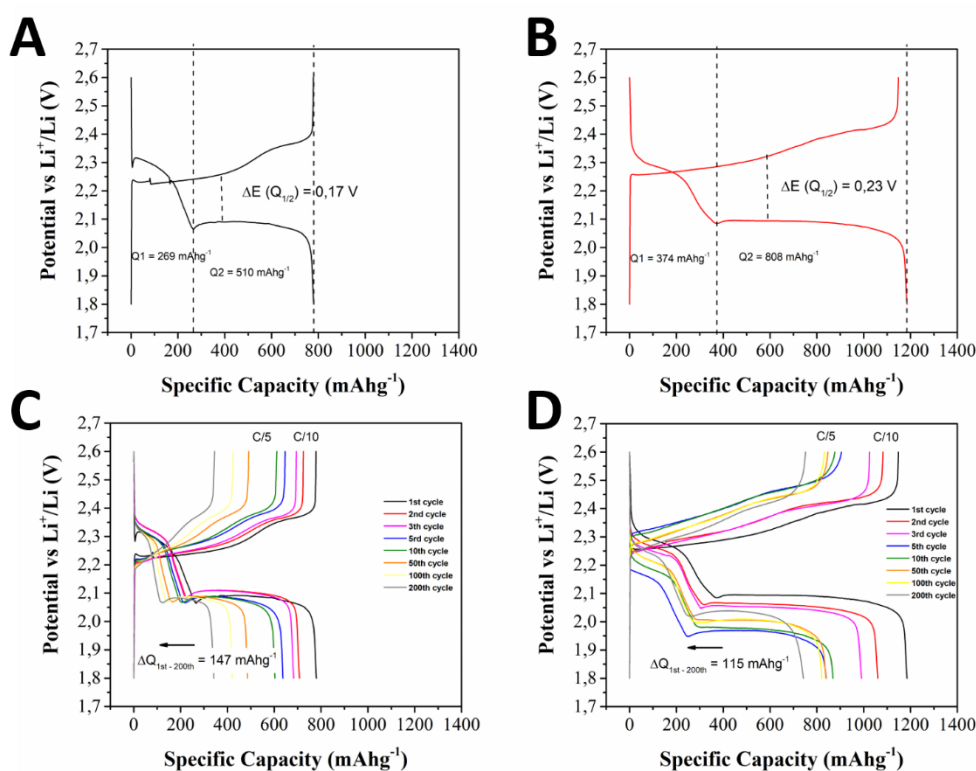 A
2,7
2,6
2,5
2,4
2,3
2,2
2,1
2,0
1,9
1,8
1,7
Potential vs Li⁺/Li (V)
ΔE (Q₁/₂) = 0,17 V
Q1 = 269 mAhg⁻¹
Q2 = 510 mAhg⁻¹
0 200 400 600 800 1000 1200 1400
Specific Capacity (mAhg⁻¹)
B
2,7
2,6
2,5
2,4
2,3
2,2
2,1
2,0
1,9
1,8
1,7
Potential vs Li⁺/Li (V)
ΔE (Q₁/₂) = 0,23 V
Q1 = 374 mAhg⁻¹
Q2 = 808 mAhg⁻¹
0 200 400 600 800 1000 1200 1400
Specific Capacity (mAhg⁻¹)
C
2,7
2,6
2,5
2,4
2,3
2,2
2,1
2,0
1,9
1,8
1,7
Potential vs Li⁺/Li (V)
C/5 C/10
1st cycle
2nd cycle
3th cycle
5rd cycle
10th cycle
50th cycle
100th cycle
200th cycle
ΔQ₁st - 200th = 147 mAhg⁻¹
0 200 400 600 800 1000 1200 1400
Specific Capacity (mAhg⁻¹)
D
2,7
2,6
2,5
2,4
2,3
2,2
2,1
2,0
1,9
1,8
1,7
Potential vs Li⁺/Li (V)
C/5 C/10
1st cycle
2nd cycle
3rd cycle
5th cycle
10th cycle
50th cycle
100th cycle
200th cycle
ΔQ₁st - 200th = 115 mAhg⁻¹
0 200 400 600 800 1000 1200 1400
Specific Capacity (mAhg⁻¹)